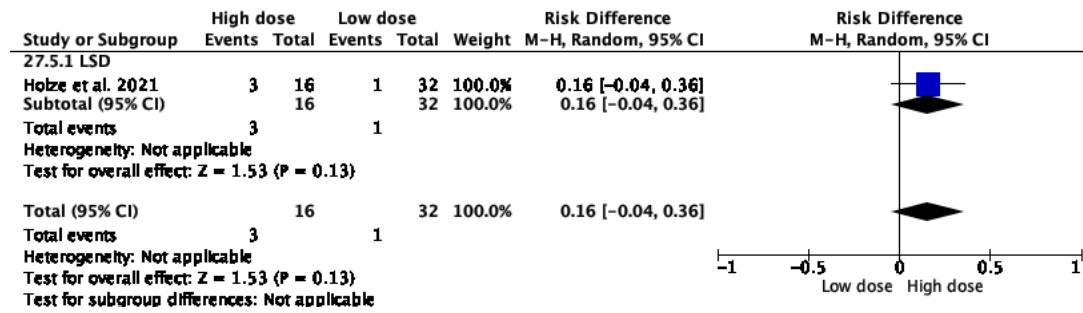 High dose Low dose Risk Difference Risk Difference
Study or Subgroup Events Total Events Total Weight M-H, Random, 95% CI M-H, Random, 95% CI
27.5.1 LSD
Holze et al. 2021 3 16 1 32 100.0% 0.16 [-0.04, 0.36]
Subtotal (95% CI) 16 32 100.0% 0.16 [-0.04, 0.36]
Total events 3 1
Heterogeneity: Not applicable
Test for overall effect: Z = 1.53 (P = 0.13)
Total (95% CI) 16 32 100.0% 0.16 [-0.04, 0.36]
Total events 3 1
Heterogeneity: Not applicable
Test for overall effect: Z = 1.53 (P = 0.13)
Test for subgroup differences: Not applicable
-1 -0.5 0 0.5 1
Low dose High dose